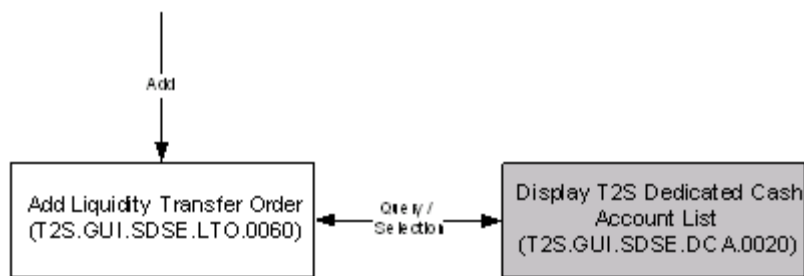 Add
Add Liquidity Transfer Order
(T2S.GUI.SDSE.LTO.0060)
Query /
Selection
Display T2S Dedicated Cash
Account List
(T2S.GUI.SDSE.DCA.0020)